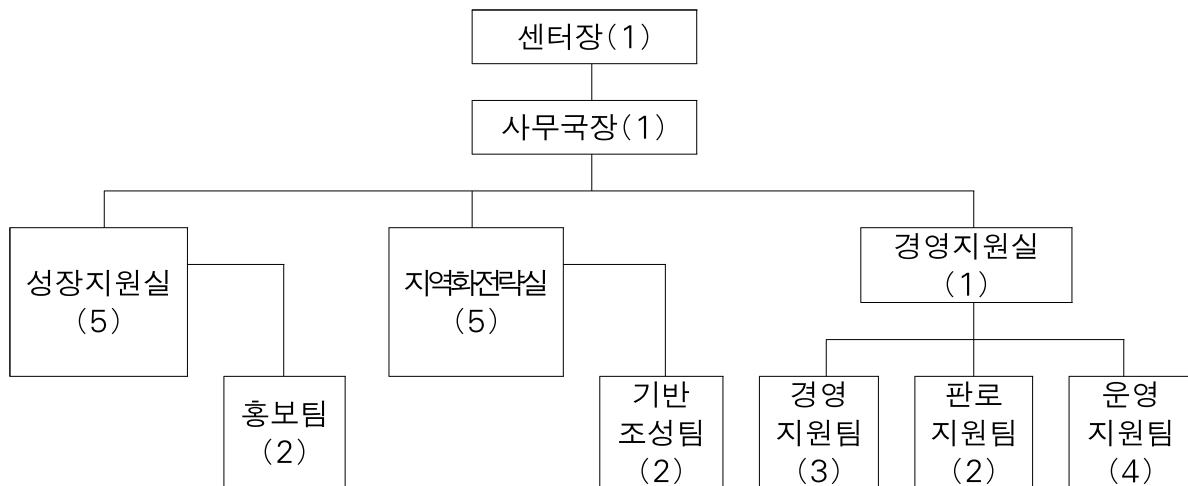 센터장(1)
사무국장(1)
성장지원실
(5)
지역화전략실
(5)
경영지원실
(1)
홍보팀
(2)
기반
조성팀
(2)
경영
지원팀
(3)
판로
지원팀
(2)
운영
지원팀
(4)